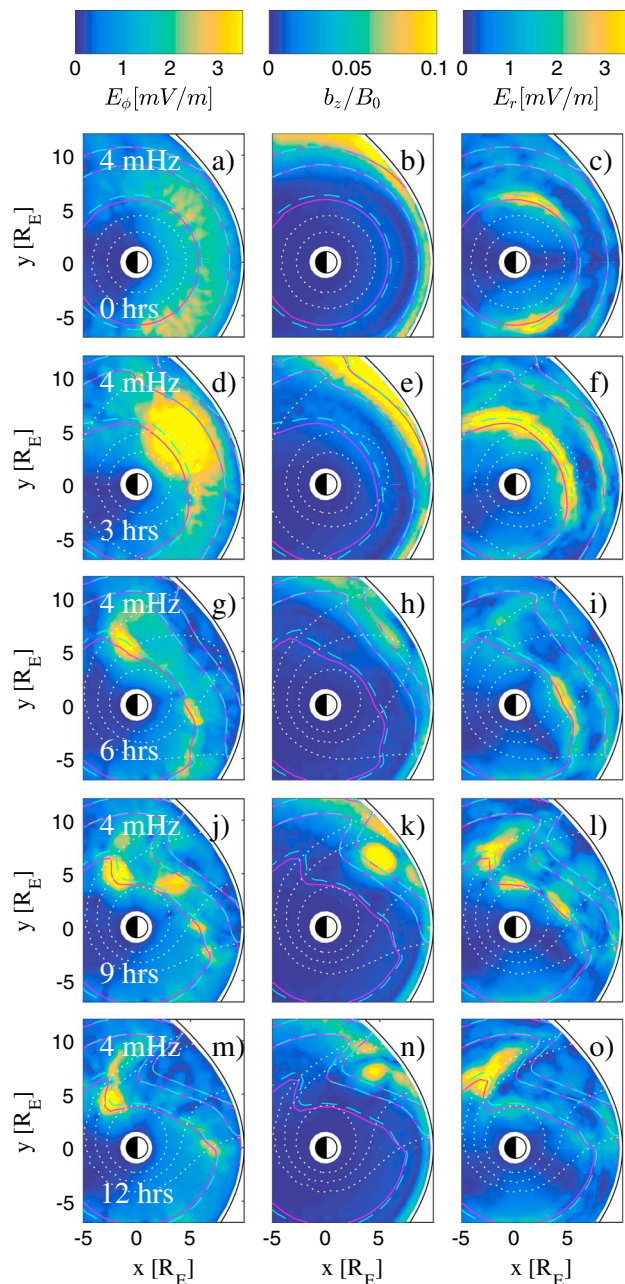 0 1 2 3 0 0.05 0.1 0 1 2 3
E_ϕ[mV/m] b_z/B_0 E_r[mV/m]
10 4 mHz a) b) c)
5
y [R_E]
0
-5 0 hrs
10 4 mHz d) e) f)
5
y [R_E]
0
-5 3 hrs
10 4 mHz g) h) i)
5
y [R_E]
0
-5 6 hrs
10 4 mHz j) k) l)
5
y [R_E]
0
-5 9 hrs
10 4 mHz m) n) o)
5
y [R_E]
0
-5 12 hrs
-5 0 5 -5 0 5 -5 0 5
x [R_E] x [R_E] x [R_E]